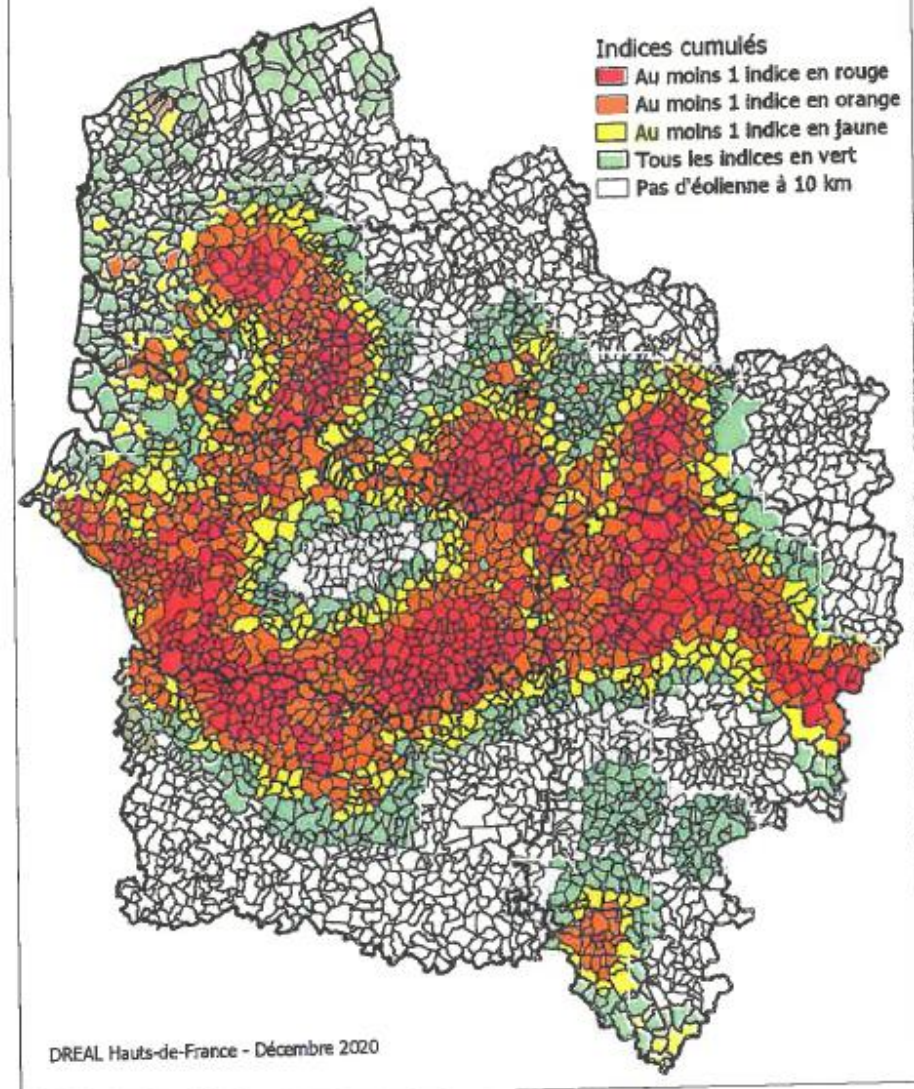 Indices cumulés
Au moins 1 indice en rouge
Au moins 1 indice en orange
Au moins 1 indice en jaune
Tous les indices en vert
Pas d'éolienne à 10 km
DREAL Hauts-de-France - Décembre 2020